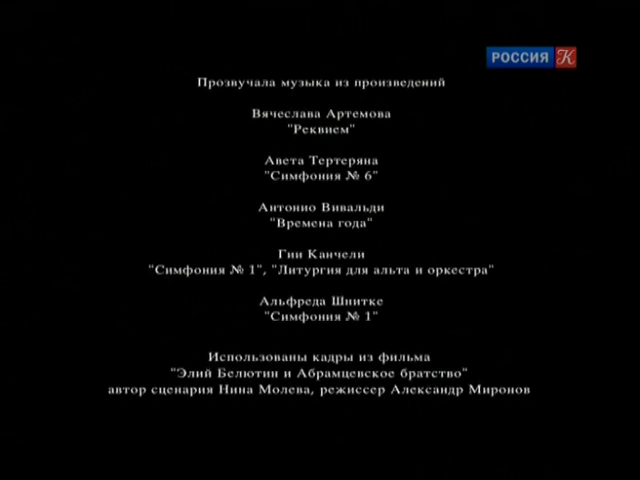 РОССИЯ К
Прозвучала музыка из произведений
Вячеслава Артемова
"Реквием"
Авета Тертеряна
"Симфония № 6"
Антонио Вивальди
"Времена года"
Гии Канчели
"Симфония № 1", "Литургия для альта и оркестра"
Альфреда Шнитке
"Симфония № 1"
Использованы кадры из фильма
"Элий Белютин и Абрамцевское братство"
автор сценария Нина Молева, режиссер Александр Миронов